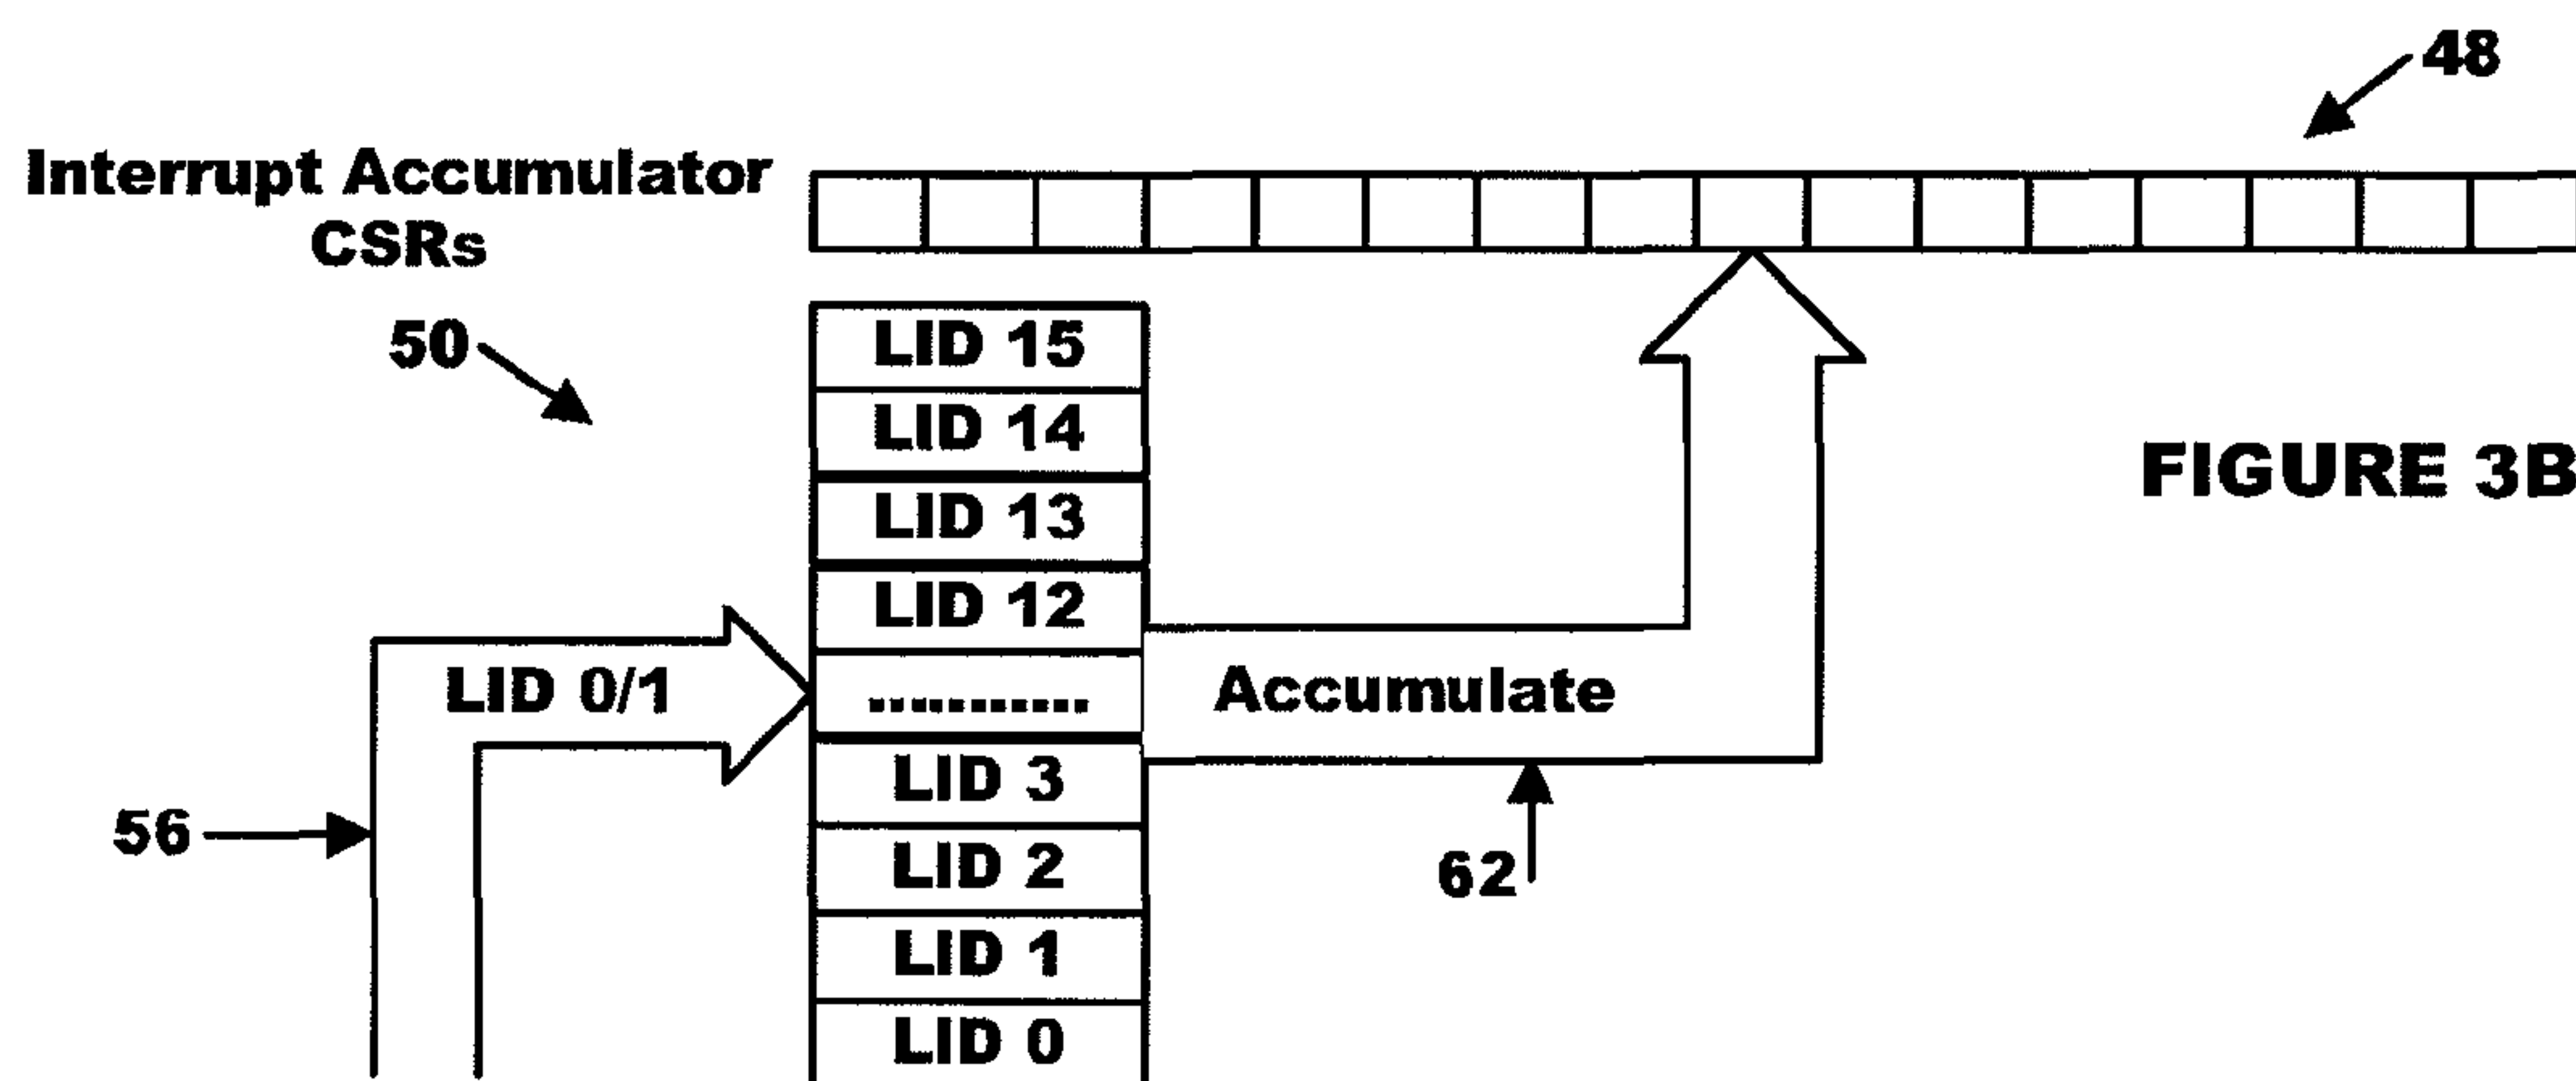 48
Interrupt Accumulator
CSRs
50
LID 15
LID 14
FIGURE 3B
LID 13
LID 12
LID 0/1
...........
Accumulate
LID 3
56
LID 2
62
LID 1
LID 0